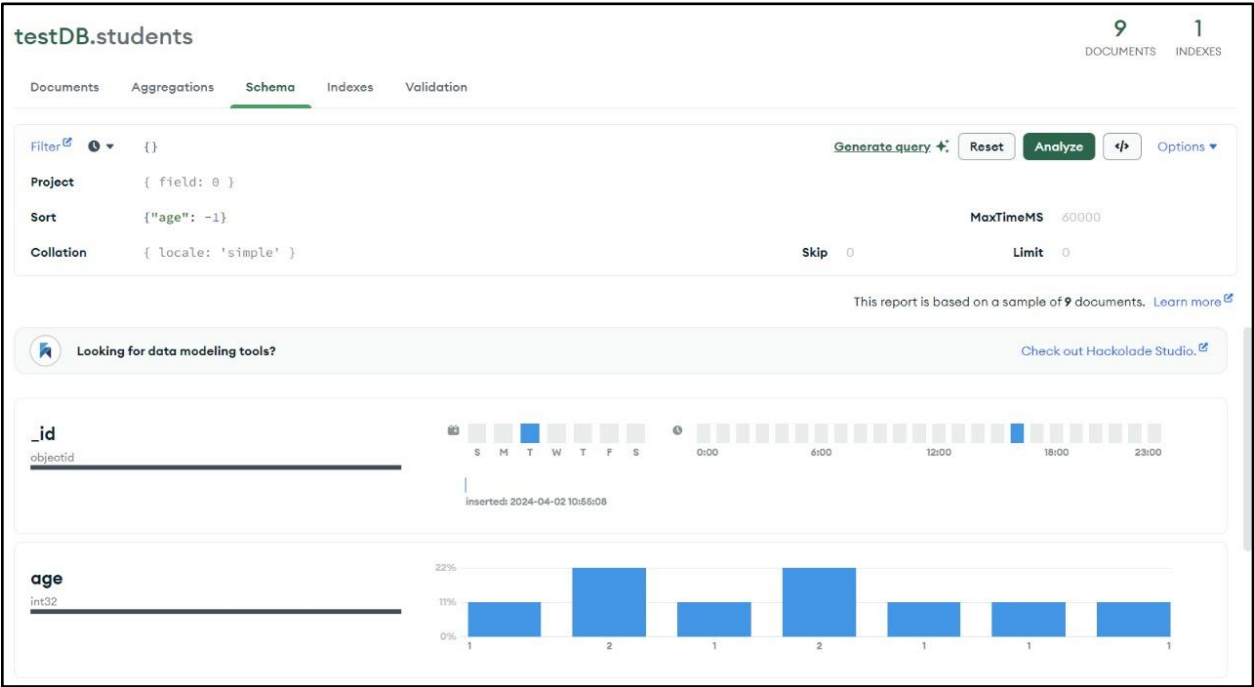 testDB.students
9
DOCUMENTS
1
INDEXES
Documents Aggregations Schema Indexes Validation
Filter {} Generate query Reset Analyze </> Options
Project { field: 0 }
Sort {"age": -1} MaxTimeMS 60000
Collation { locale: 'simple' } Skip 0 Limit 0
This report is based on a sample of 9 documents. Learn more
Looking for data modeling tools? Check out Hackolade Studio.
_id
objectid
S M T W T F S 0:00 6:00 12:00 18:00 23:00
inserted: 2024-04-02 10:55:08
age
int32
22%
11%
0%
1 2 1 2 1 1 1